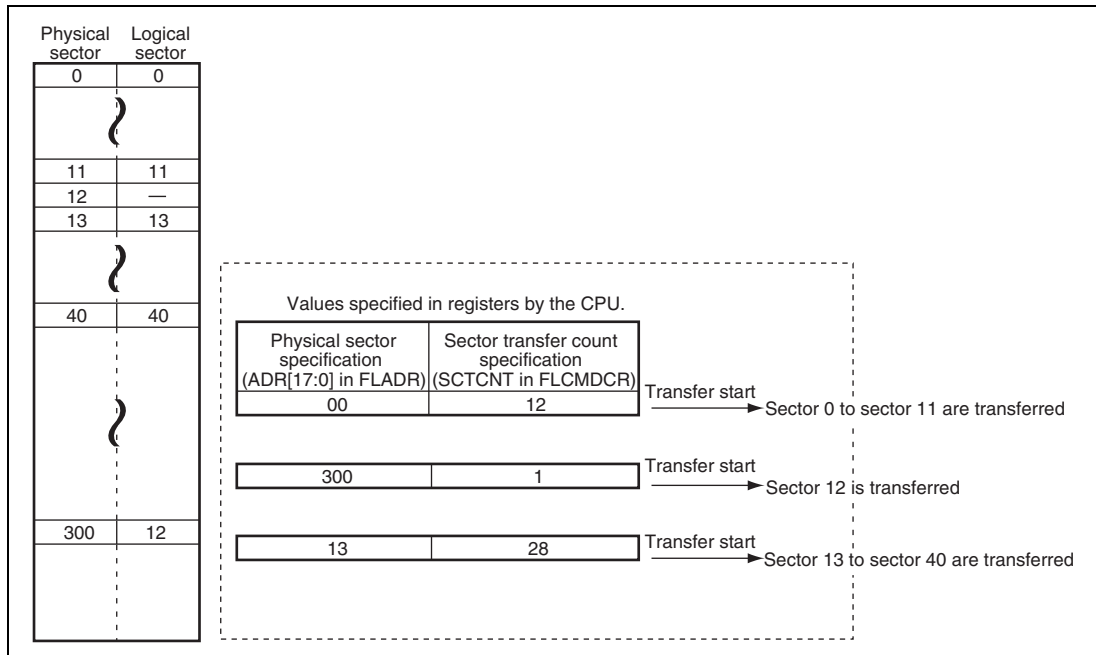 Physical sector Logical sector
0 0
11 11
12 —
13 13
40 40
300 12
Values specified in registers by the CPU.
Physical sector specification (ADR[17:0] in FLADR) Sector transfer count specification (SCTCNT in FLCMDCR)
00 12
Transfer start
Sector 0 to sector 11 are transferred
300 1
Transfer start
Sector 12 is transferred
13 28
Transfer start
Sector 13 to sector 40 are transferred